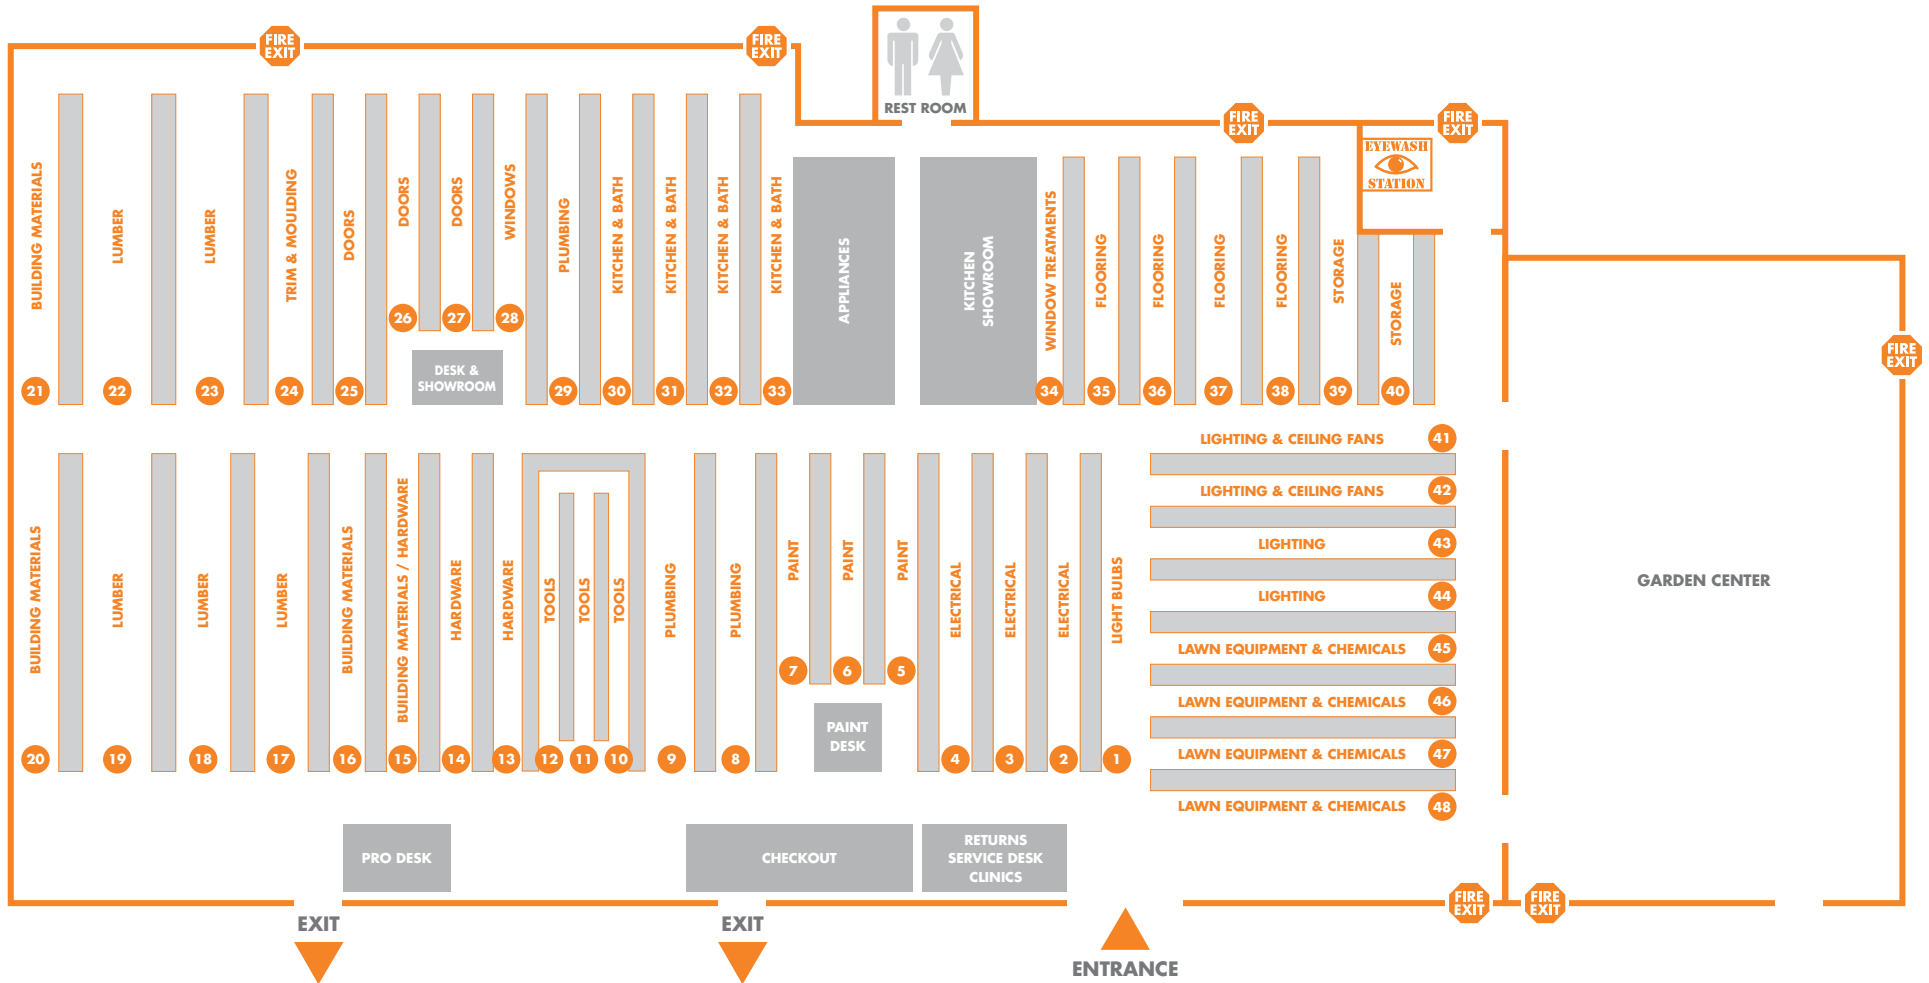 FIRE
EXIT
FIRE
EXIT
REST ROOM
FIRE
EXIT
FIRE
EXIT
EYEWASH
STATION
BUILDING MATERIALS
LUMBER
LUMBER
TRIM & MOULDING
DOORS
DOORS
DOORS
WINDOWS
PLUMBING
KITCHEN & BATH
KITCHEN & BATH
KITCHEN & BATH
KITCHEN & BATH
APPLIANCES
KITCHEN
SHOWROOM
WINDOW TREATMENTS
FLOORING
FLOORING
FLOORING
FLOORING
STORAGE
STORAGE
26
27
28
DESK &
SHOWROOM
FIRE
EXIT
21
22
23
24
25
29
30
31
32
33
34
35
36
37
38
39
40
LIGHTING & CEILING FANS 41
LIGHTING & CEILING FANS 42
LIGHTING 43
LIGHTING 44
LAWN EQUIPMENT & CHEMICALS 45
LAWN EQUIPMENT & CHEMICALS 46
LAWN EQUIPMENT & CHEMICALS 47
LAWN EQUIPMENT & CHEMICALS 48
GARDEN CENTER
BUILDING MATERIALS
LUMBER
LUMBER
LUMBER
BUILDING MATERIALS
BUILDING MATERIALS / HARDWARE
HARDWARE
HARDWARE
TOOLS
TOOLS
TOOLS
PLUMBING
PLUMBING
PAINT
PAINT
PAINT
ELECTRICAL
ELECTRICAL
ELECTRICAL
LIGHT BULBS
7
6
5
PAINT
DESK
20
19
18
17
16
15
14
13
12
11
10
9
8
4
3
2
1
PRO DESK
CHECKOUT
RETURNS
SERVICE DESK
CLINICS
FIRE
EXIT
FIRE
EXIT
EXIT
EXIT
ENTRANCE